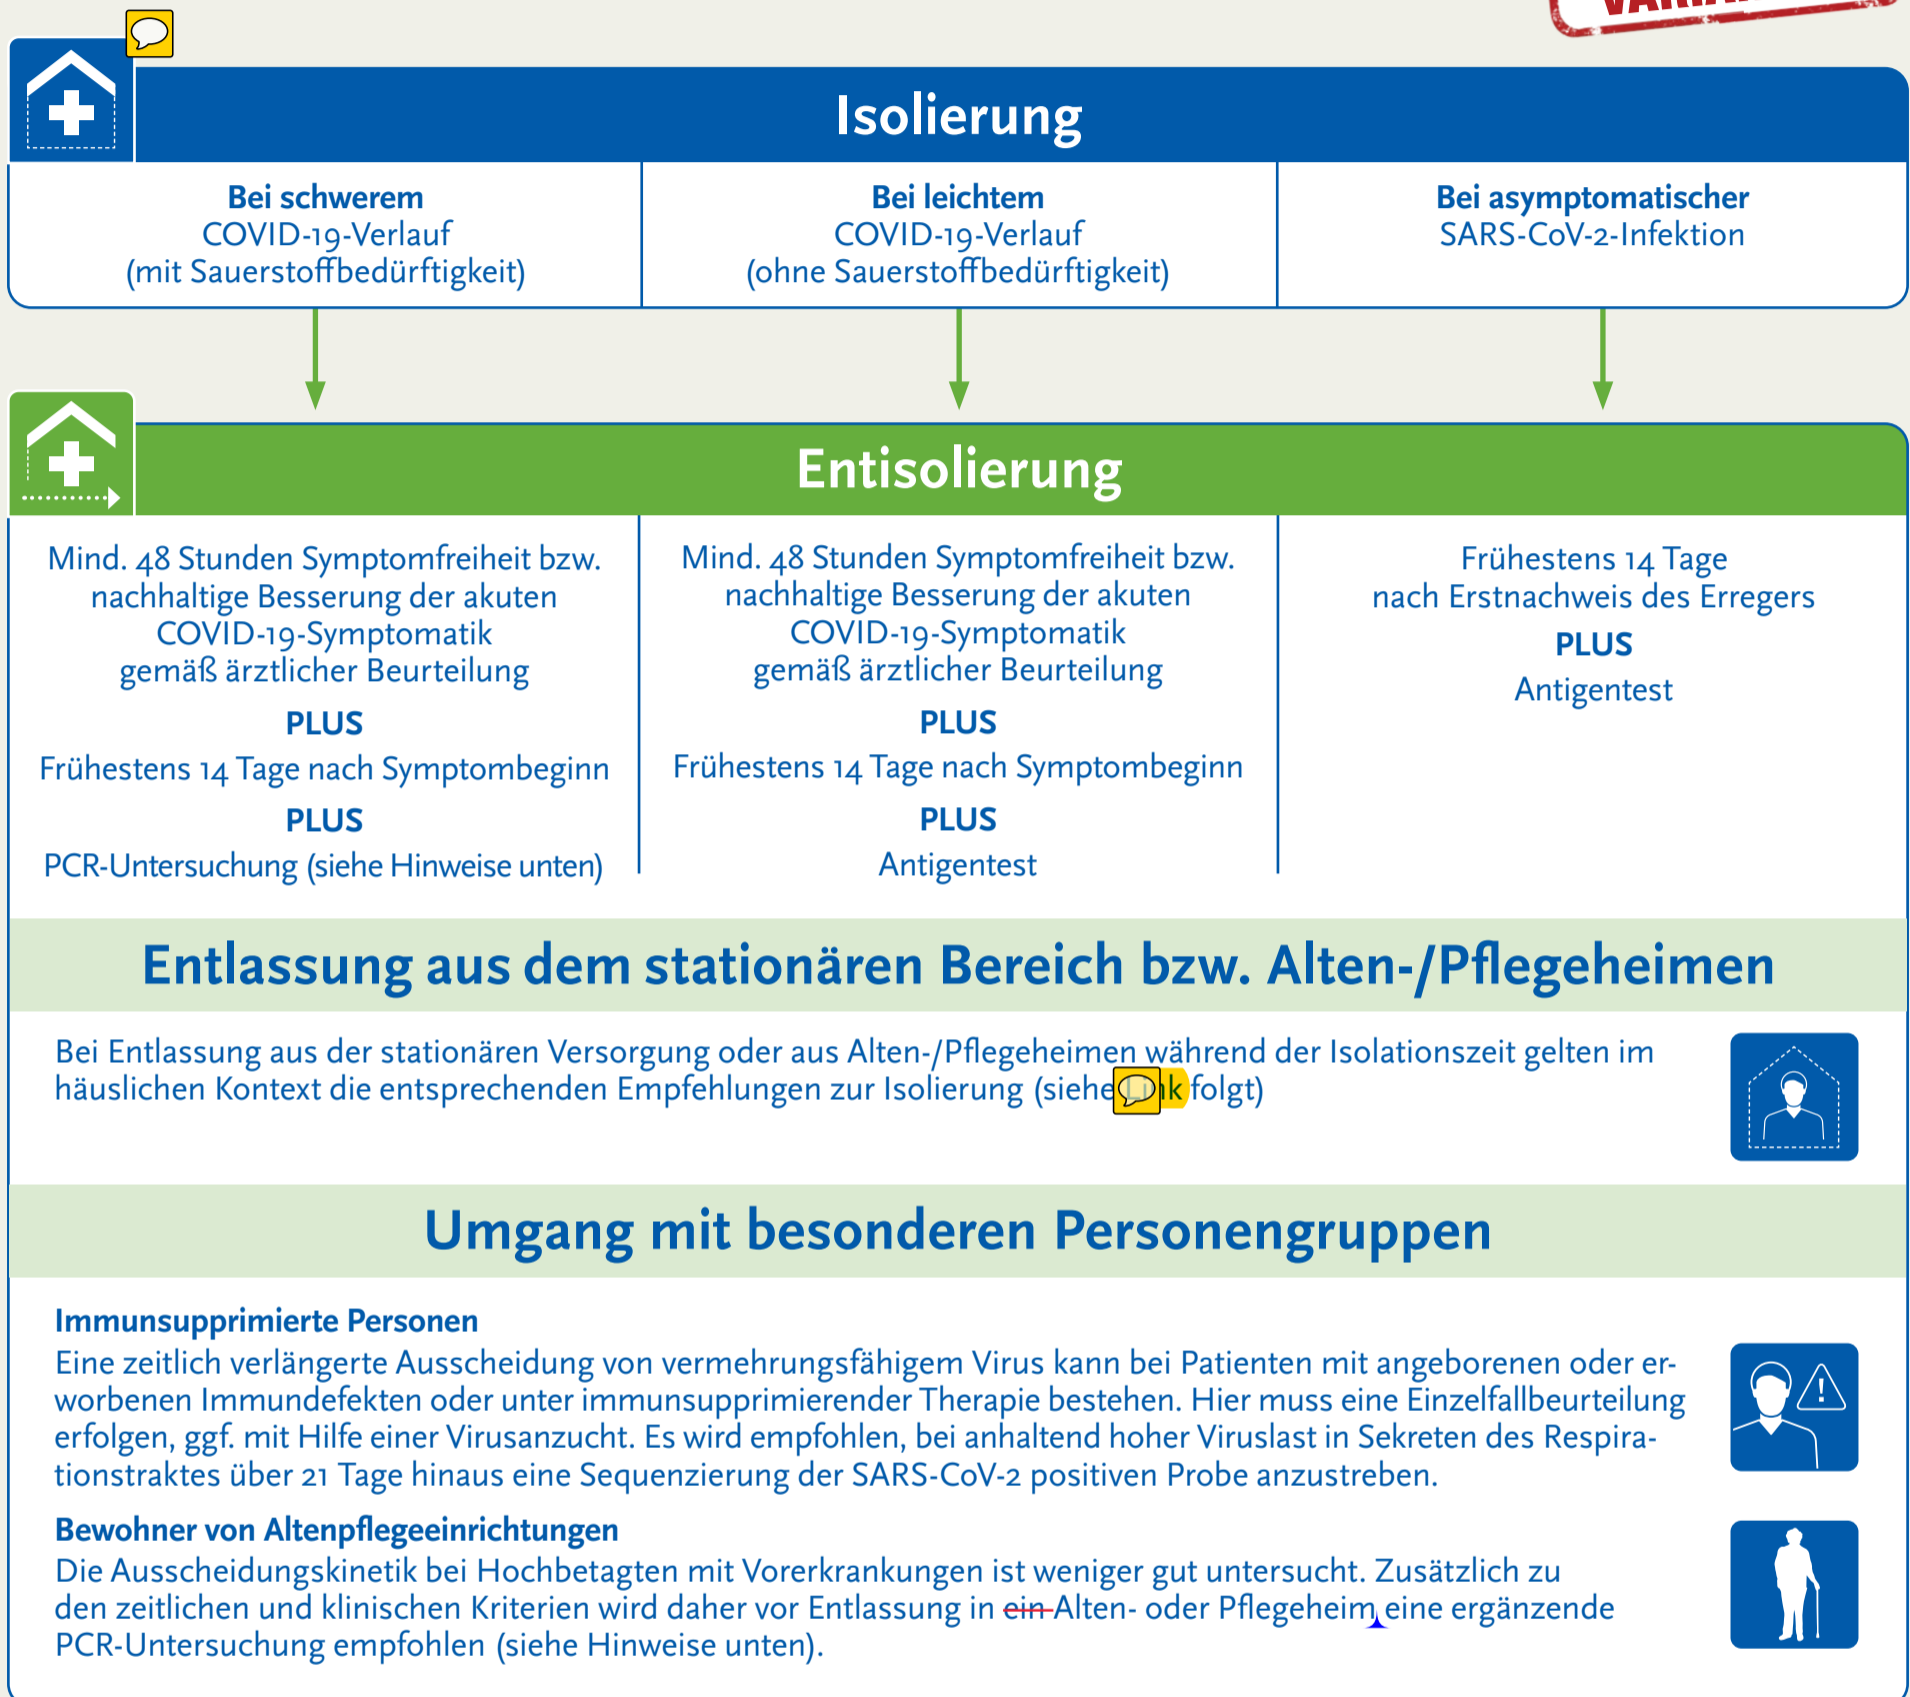 Isolierung
Bei schwerem
COVID-19-Verlauf
(mit Sauerstoffbedürftigkeit)
Bei leichtem
COVID-19-Verlauf
(ohne Sauerstoffbedürftigkeit)
Bei asymptomatischer
SARS-CoV-2-Infektion
Entisolierung
Mind. 48 Stunden Symptomfreiheit bzw.
nachhaltige Besserung der akuten
COVID-19-Symptomatik
gemäß ärztlicher Beurteilung
PLUS
Frühestens 14 Tage nach Symptombeginn
PLUS
PCR-Untersuchung (siehe Hinweise unten)
Mind. 48 Stunden Symptomfreiheit bzw.
nachhaltige Besserung der akuten
COVID-19-Symptomatik
gemäß ärztlicher Beurteilung
PLUS
Frühestens 14 Tage nach Symptombeginn
PLUS
Antigentest
Frühestens 14 Tage
nach Erstnachweis des Erregers
PLUS
Antigentest
Entlassung aus dem stationären Bereich bzw. Alten-/Pflegeheimen
Bei Entlassung aus der stationären Versorgung oder aus Alten-/Pflegeheimen während der Isolationszeit gelten im
häuslichen Kontext die entsprechenden Empfehlungen zur Isolierung (siehe Link folgt)
Umgang mit besonderen Personengruppen
Immunsupprimierte Personen
Eine zeitlich verlängerte Ausscheidung von vermehrungsfähigem Virus kann bei Patienten mit angeborenen oder er-
worbenen Immundefekten oder unter immunsupprimierender Therapie bestehen. Hier muss eine Einzelfallbeurteilung
erfolgen, ggf. mit Hilfe einer Virusanzucht. Es wird empfohlen, bei anhaltend hoher Viruslast in Sekreten des Respira-
tionstraktes über 21 Tage hinaus eine Sequenzierung der SARS-CoV-2 positiven Probe anzustreben.
Bewohner von Altenpflegeeinrichtungen
Die Ausscheidungskinetik bei Hochbetagten mit Vorerkrankungen ist weniger gut untersucht. Zusätzlich zu
den zeitlichen und klinischen Kriterien wird daher vor Entlassung in ein Alten- oder Pflegeheim eine ergänzende
PCR-Untersuchung empfohlen (siehe Hinweise unten).